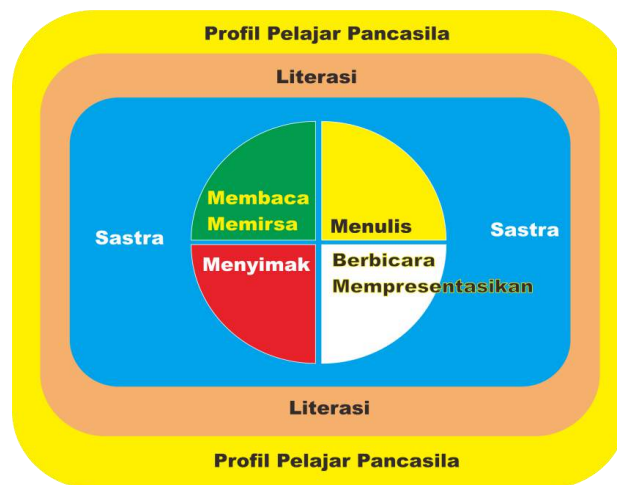 Profil Pelajar Pancasila
Literasi
Membaca
Memirsa
Menulis
Sastra
Sastra
Menyimak
Berbicara
Mempresentasikan
Literasi
Profil Pelajar Pancasila